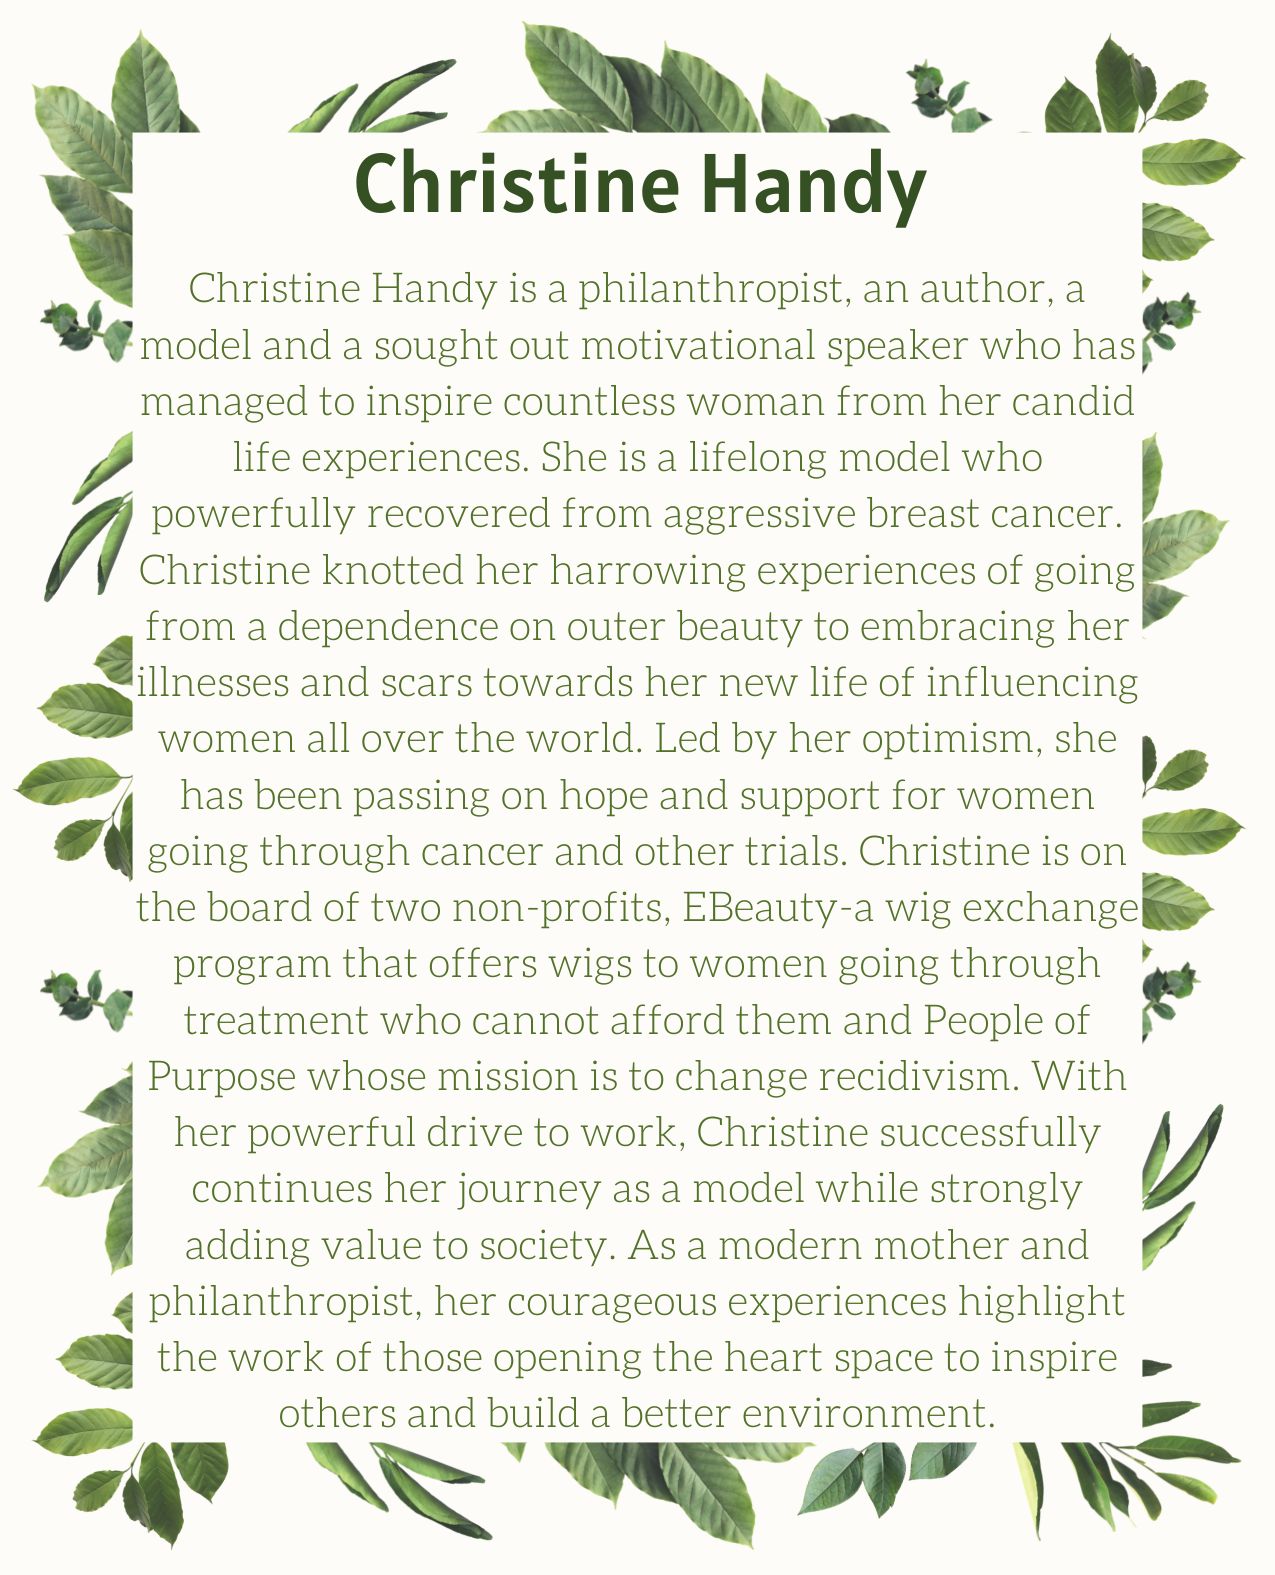 Christine Handy
Christine Handy is a philanthropist, an author, a
model and a sought out motivational speaker who has
managed to inspire countless woman from her candid
life experiences. She is a lifelong model who
powerfully recovered from aggressive breast cancer.
Christine knotted her harrowing experiences of going
from a dependence on outer beauty to embracing her
illnesses and scars towards her new life of influencing
women all over the world. Led by her optimism, she
has been passing on hope and support for women
going through cancer and other trials. Christine is on
the board of two non-profits, EBeauty-a wig exchange
program that offers wigs to women going through
treatment who cannot afford them and People of
Purpose whose mission is to change recidivism. With
her powerful drive to work, Christine successfully
continues her journey as a model while strongly
adding value to society. As a modern mother and
philanthropist, her courageous experiences highlight
the work of those opening the heart space to inspire
others and build a better environment.